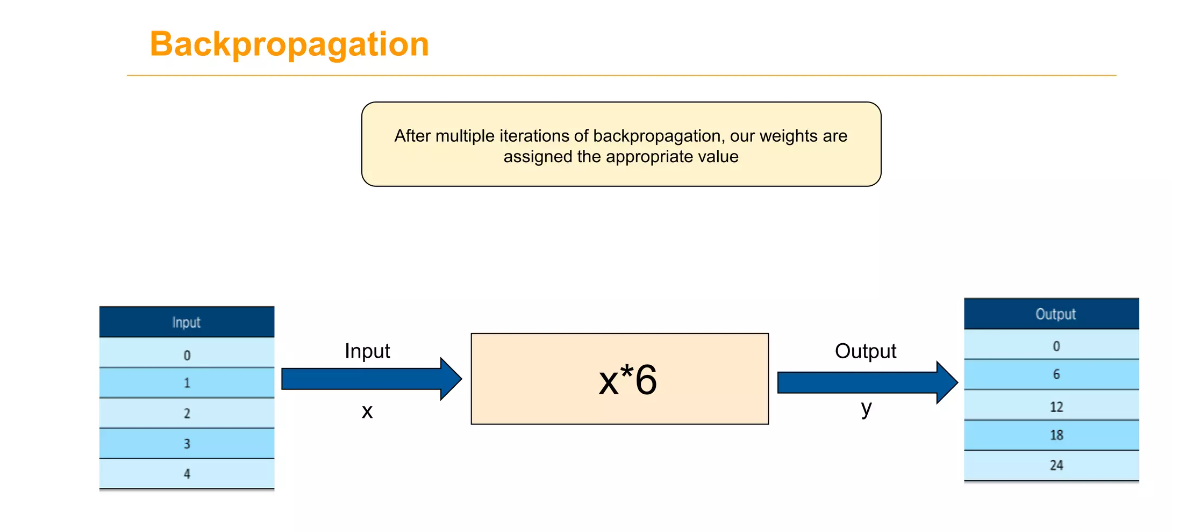 Backpropagation
After multiple iterations of backpropagation, our weights are
assigned the appropriate value
Input
0
1
2
3
4
Input
x
x*6
Output
y
Output
0
6
12
18
24